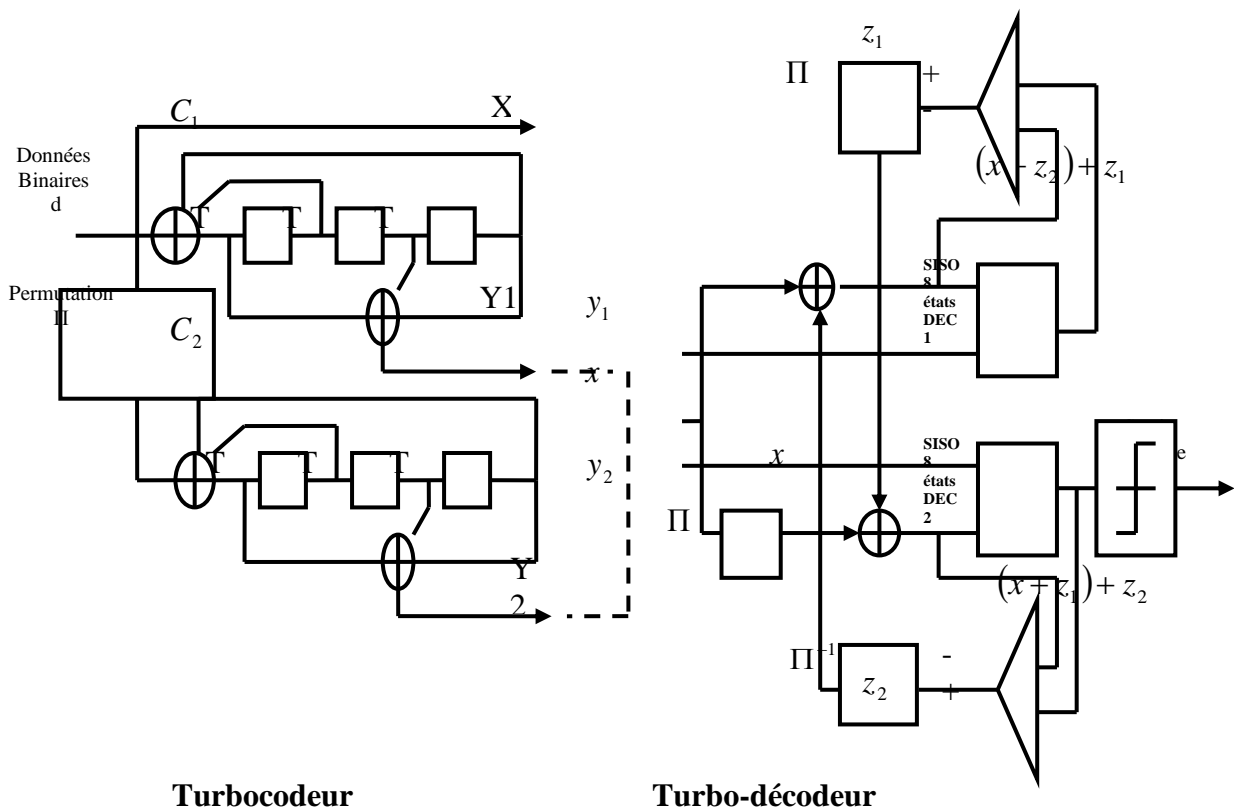 C₁
X
Données
Binaires
d
T
T
T
Permutation
Π
C₂
Y1
T
T
T
Y
2
y₁
x
y₂
z₁
Π
+
-
(x + z₂) + z₁
SISO
8
états
DEC
1
x
SISO
8
états
DEC
2
e
Π
(x + z₁) + z₂
Π⁻¹
z₂
-
+
Turbocodeur
Turbo-décodeur